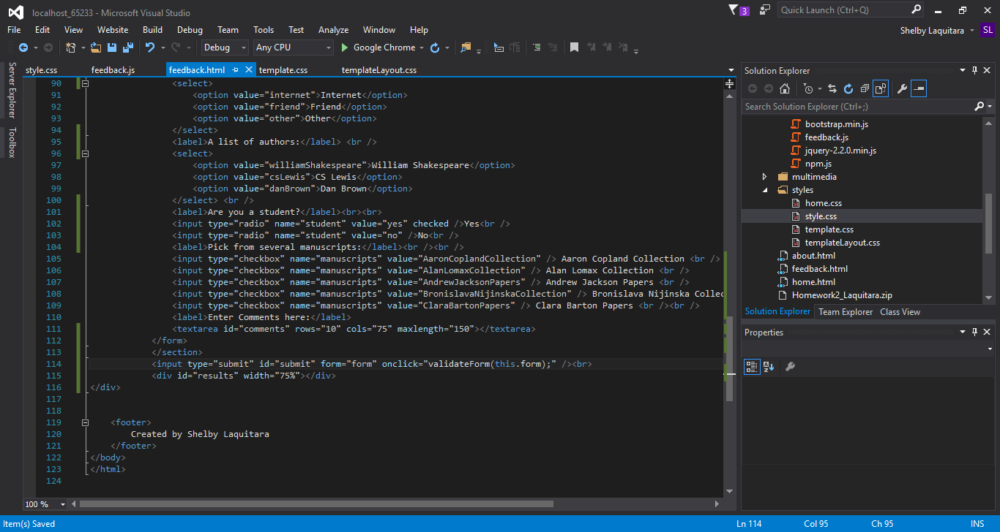 localhost_65233 - Microsoft Visual Studio
3
Quick Launch (Ctrl+Q)
File Edit View Website Build Debug Team Tools Test Analyze Window Help
Shelby Laquitara SL
Debug Any CPU Google Chrome
Server Explorer
Toolbox
style.css feedback.js feedback.html template.css templateLayout.css
90 <select>
91 <option value="internet">Internet</option>
92 <option value="friend">Friend</option>
93 <option value="other">Other</option>
94 </select>
95 <label>A list of authors:</label> <br />
96 <select>
97 <option value="williamShakespeare">William Shakespeare</option>
98 <option value="csLewis">CS Lewis</option>
99 <option value="danBrown">Dan Brown</option>
100 </select> <br />
101 <label>Are you a student?</label><br><br>
102 <input type="radio" name="student" value="yes" checked />Yes<br />
103 <input type="radio" name="student" value="no" />No<br />
104 <label>Pick from several manuscripts:</label><br /><br />
105 <input type="checkbox" name="manuscripts" value="AaronCoplandCollection" /> Aaron Copland Collection <br />
106 <input type="checkbox" name="manuscripts" value="AlanLomaxCollection" /> Alan Lomax Collection <br />
107 <input type="checkbox" name="manuscripts" value="AndrewJacksonPapers" /> Andrew Jackson Papers <br />
108 <input type="checkbox" name="manuscripts" value="BronislavaNijinskaCollection" /> Bronislava Nijinska Collec
109 <input type="checkbox" name="manuscripts" value="ClaraBartonPapers" /> Clara Barton Papers <br /><br />
110 <label>Enter Comments here:</label>
111 <textarea id="comments" rows="10" cols="75" maxlength="150"></textarea>
112 </form>
113 </section>
114 <input type="submit" id="submit" form="form" onclick="validateForm(this.form);" /><br>
115 <div id="results" width="75%"></div>
116 </div>
117
118
119 <footer>
120 Created by Shelby Laquitara
121 </footer>
122 </body>
123 </html>
124
100 %
Solution Explorer
Search Solution Explorer (Ctrl+;)
bootstrap.min.js
feedback.js
jquery-2.2.0.min.js
npm.js
multimedia
styles
home.css
style.css
template.css
templateLayout.css
about.html
feedback.html
home.html
Homework2_Laquitara.zip
Solution Explorer Team Explorer Class View
Properties
Item(s) Saved Ln 114 Col 95 Ch 95 INS